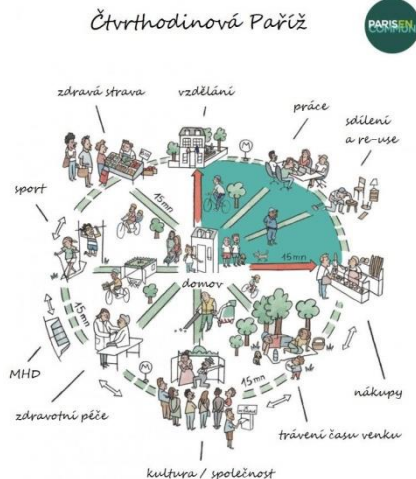 Čtvrthodinová Paříž
PARIS EN
COMMUN
zdravá strava
vzdělání
práce
sdílení
a re-use
sport
M
15mn
15mn
15mn
domov
15mn
15mn
M
MHD
zdravotní péče
nákupy
trávení času venku
kultura / společnost